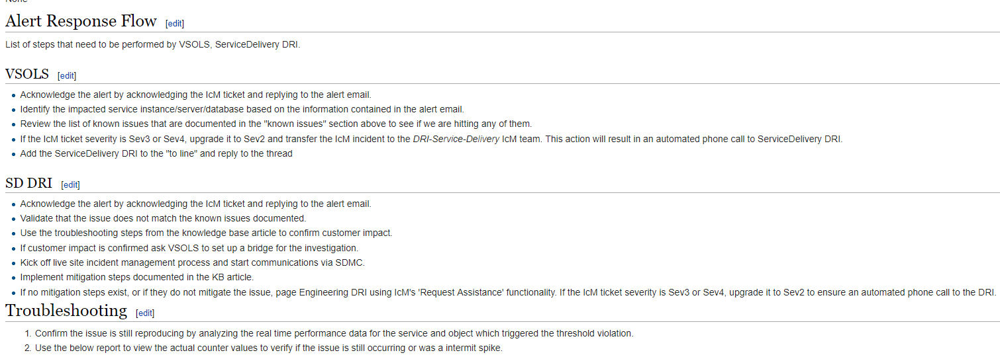 None
Alert Response Flow [edit]
List of steps that need to be performed by VSOLS, ServiceDelivery DRI.
VSOLS [edit]
• Acknowledge the alert by acknowledging the IcM ticket and replying to the alert email.
• Identify the impacted service instance/server/database based on the information contained in the alert email.
• Review the list of known issues that are documented in the "known issues" section above to see if we are hitting any of them.
• If the IcM ticket severity is Sev3 or Sev4, upgrade it to Sev2 and transfer the IcM incident to the DRI-Service-Delivery IcM team. This action will result in an automated phone call to ServiceDelivery DRI.
• Add the ServiceDelivery DRI to the "to line" and reply to the thread
SD DRI [edit]
• Acknowledge the alert by acknowledging the IcM ticket and replying to the alert email.
• Validate that the issue does not match the known issues documented.
• Use the troubleshooting steps from the knowledge base article to confirm customer impact.
• If customer impact is confirmed ask VSOLS to set up a bridge for the investigation.
• Kick off live site incident management process and start communications via SDMC.
• Implement mitigation steps documented in the KB article.
• If no mitigation steps exist, or if they do not mitigate the issue, page Engineering DRI using IcM's 'Request Assistance' functionality. If the IcM ticket severity is Sev3 or Sev4, upgrade it to Sev2 to ensure an automated phone call to the DRI.
Troubleshooting [edit]
1. Confirm the issue is still reproducing by analyzing the real time performance data for the service and object which triggered the threshold violation.
2. Use the below report to view the actual counter values to verify if the issue is still occurring or was a intermit spike.